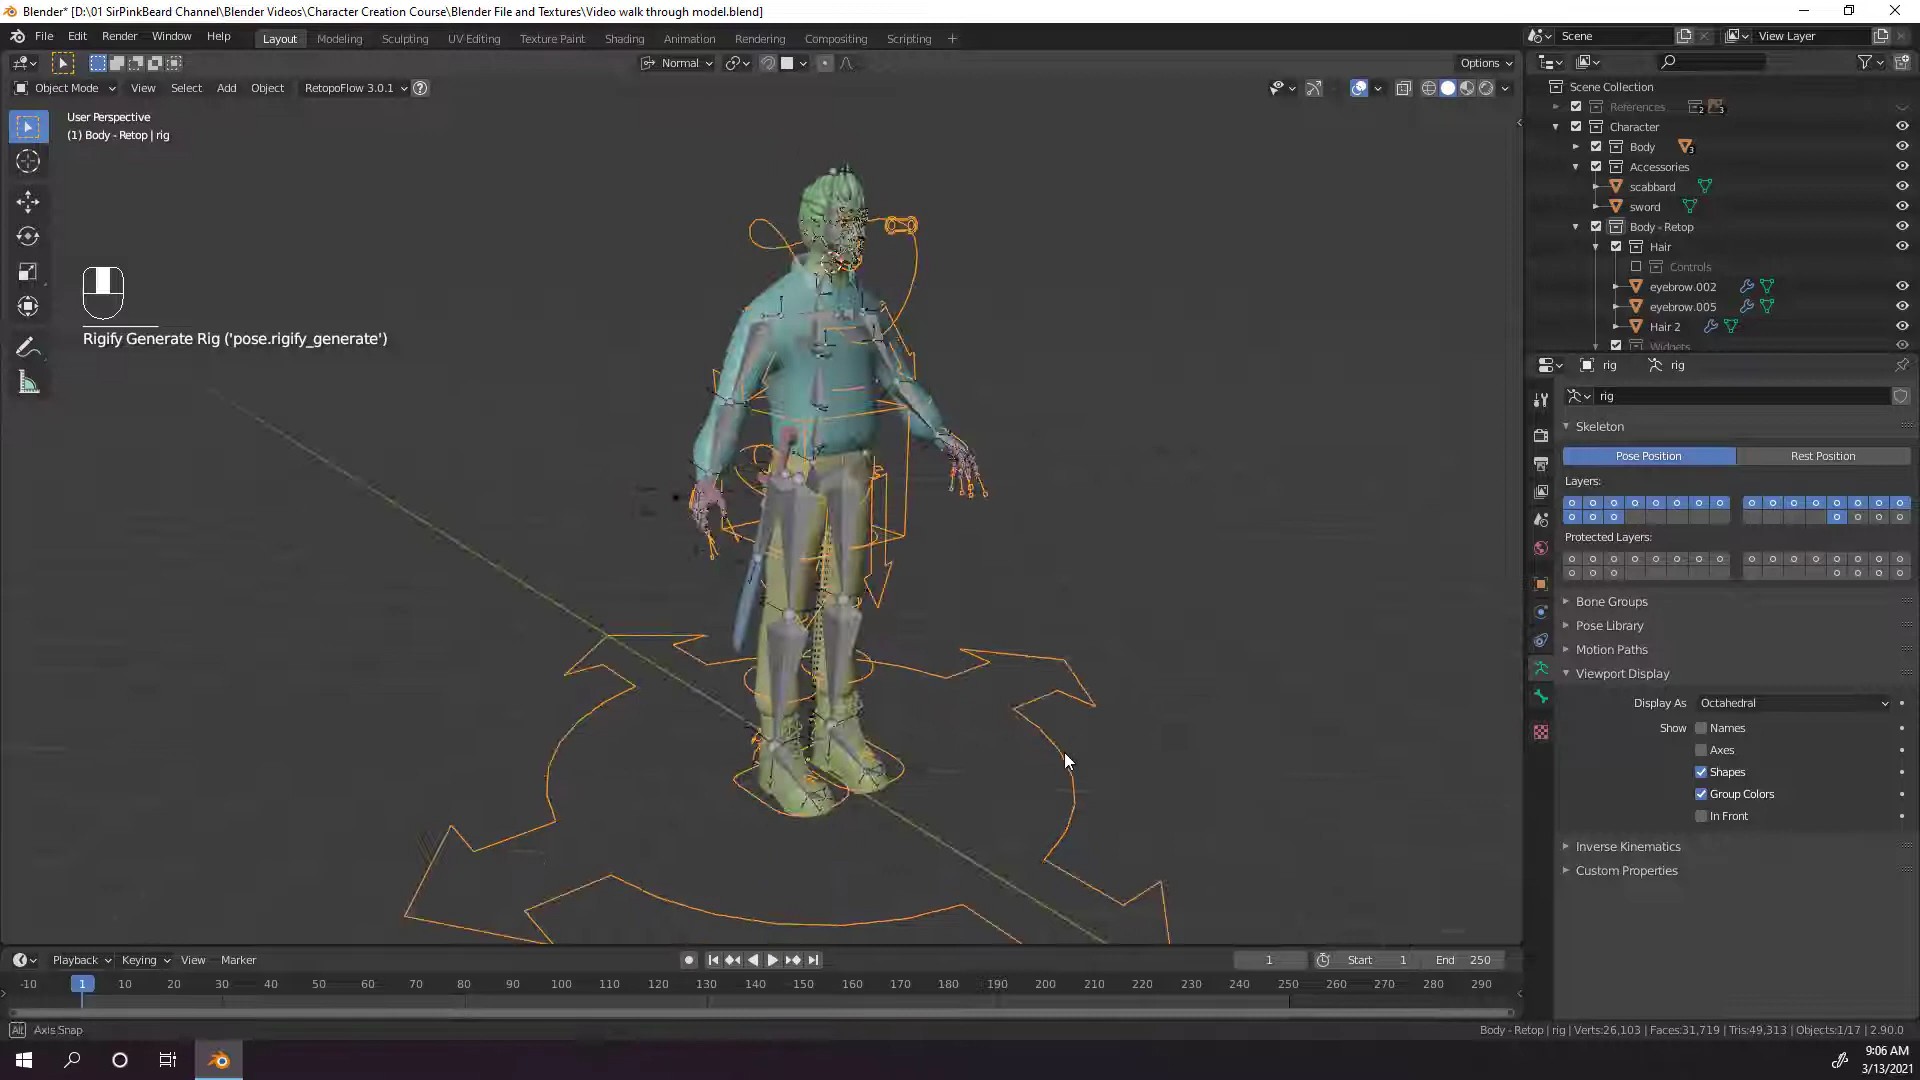 Blender* [D:\01 SirPinkBeard Channel\Blender Videos\Character Creation Course\Blender File and Textures\Video walk through model.blend]
File Edit Render Window Help Layout Modeling Sculpting UV Editing Texture Paint Shading Animation Rendering Compositing Scripting +
Scene View Layer
Normal Options
Object Mode View Select Add Object RetopoFlow 3.0.1
User Perspective
(1) Body - Retop | rig
Rigify Generate Rig ('pose.rigify_generate')
Scene Collection
References 2 3
Character
Body 3
Accessories
scabbard
sword
Body - Retop
Hair
Controls
eyebrow.002
eyebrow.005
Hair 2
Widgets
rig rig
rig
Skeleton
Pose Position Rest Position
Layers:
Protected Layers:
Bone Groups
Pose Library
Motion Paths
Viewport Display
Display As Octahedral
Show Names
Axes
Shapes
Group Colors
In Front
Inverse Kinematics
Custom Properties
Playback Keying View Marker 1 Start 1 End 250
-10 1 10 20 30 40 50 60 70 80 90 100 110 120 130 140 150 160 170 180 190 200 210 220 230 240 250 260 270 280 290
Alt Axis Snap
Body - Retop | rig | Verts:26,103 | Faces:31,719 | Tris:49,313 | Objects:1/17 | 2.90.0
9:06 AM
3/13/2021